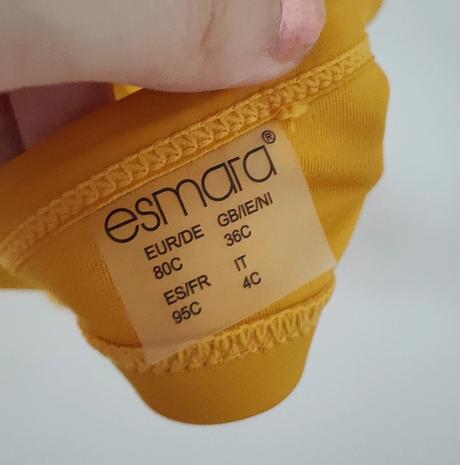 esmara®
EUR/DE GB/IE/NI
80C 36C
ES/FR IT
95C 4C